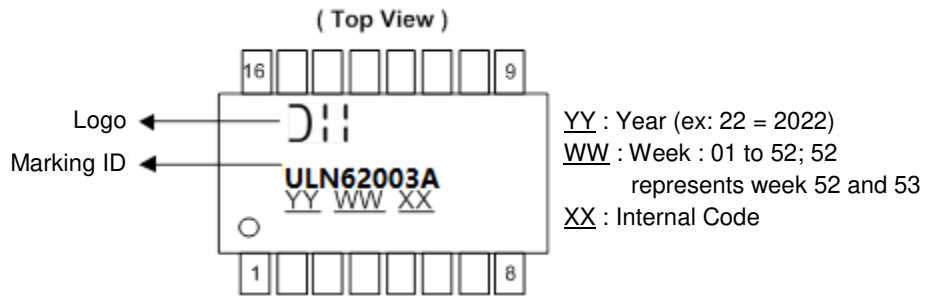 ( Top View )
16
9
Logo
Marking ID
ULN62003A
YY WW XX
1
8
YY : Year (ex: 22 = 2022)
WW : Week : 01 to 52; 52
represents week 52 and 53
XX : Internal Code